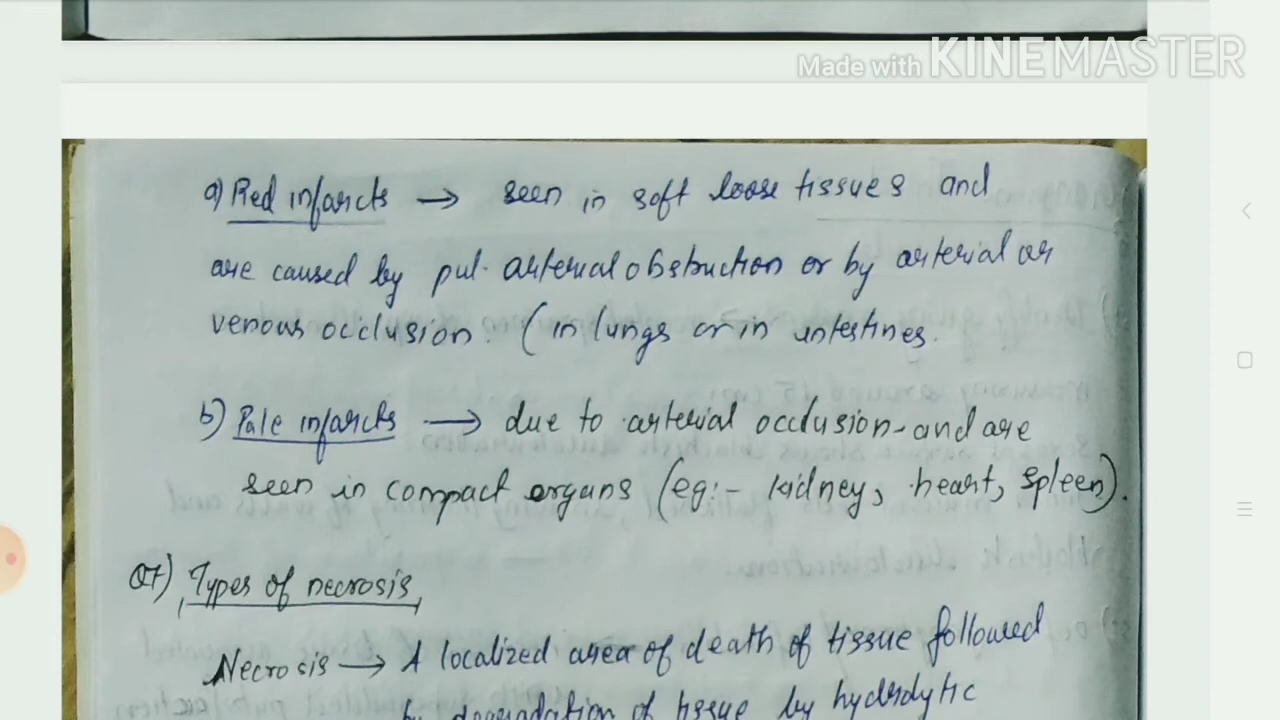 Made with KINEMASTER
a) Red infarcts → seen in soft loose tissues and
are caused by pul. arterial obstruction or by arterial or
venous occlusion. (in lungs or in intestines.
b) Pale infarcts → due to arterial occlusion and are
seen in compact organs (eg:- kidney, heart, spleen).
Q7) Types of necrosis
Necrosis → A localized area of death of tissue followed
by degradation of tissue by hydrolytic